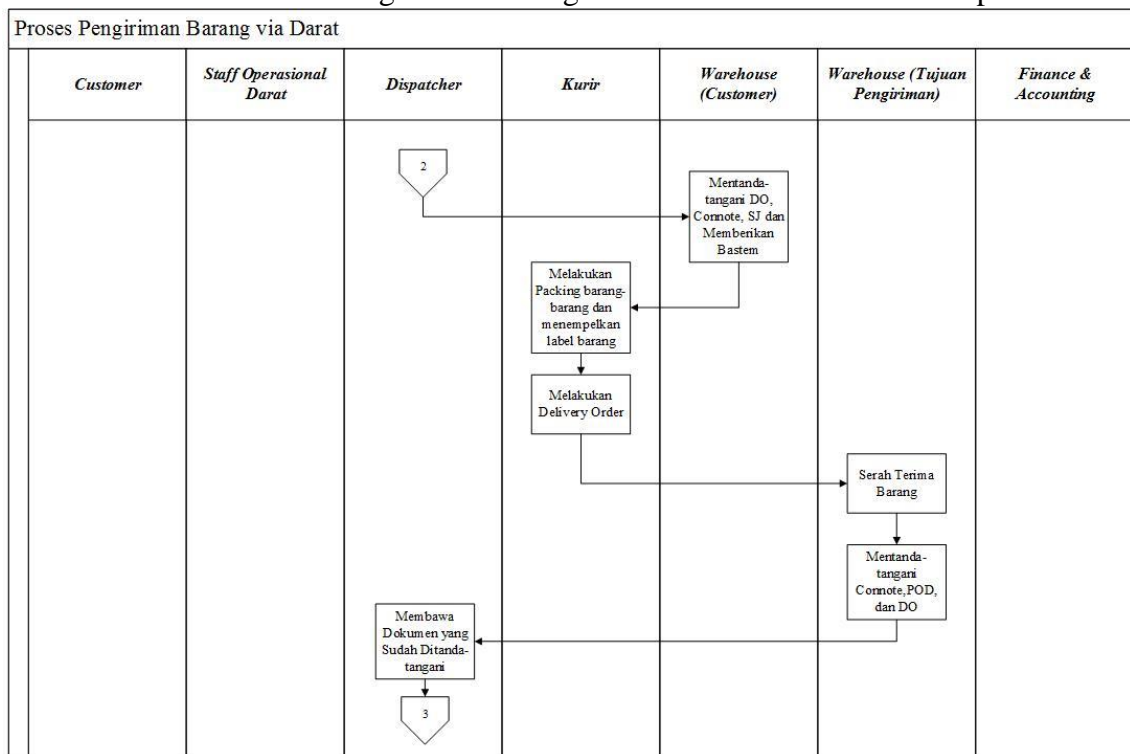 Proses Pengiriman Barang via Darat
Customer
Staff Operasional
Darat
Dispatcher
Kurir
Warehouse
(Customer)
Warehouse (Tujuan
Pengiriman)
Finance &
Accounting
2
Mentanda-
tangani DO,
Connote, SJ dan
Memberikan
Bastem
Melakukan
Packing barang-
barang dan
menempelkan
label barang
Melakukan
Delivery Order
Serah Terima
Barang
Mentanda-
tangani
Connote,POD,
dan DO
Membawa
Dokumen yang
Sudah Ditanda-
tangani
3